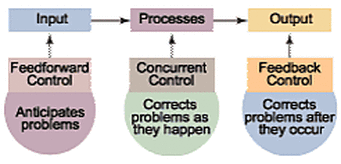 Input
Processes
Output
Feedforward
Control
Concurrent
Control
Feedback
Control
Anticipates
problems
Corrects
problems as
they happen
Corrects
problems after
they occur